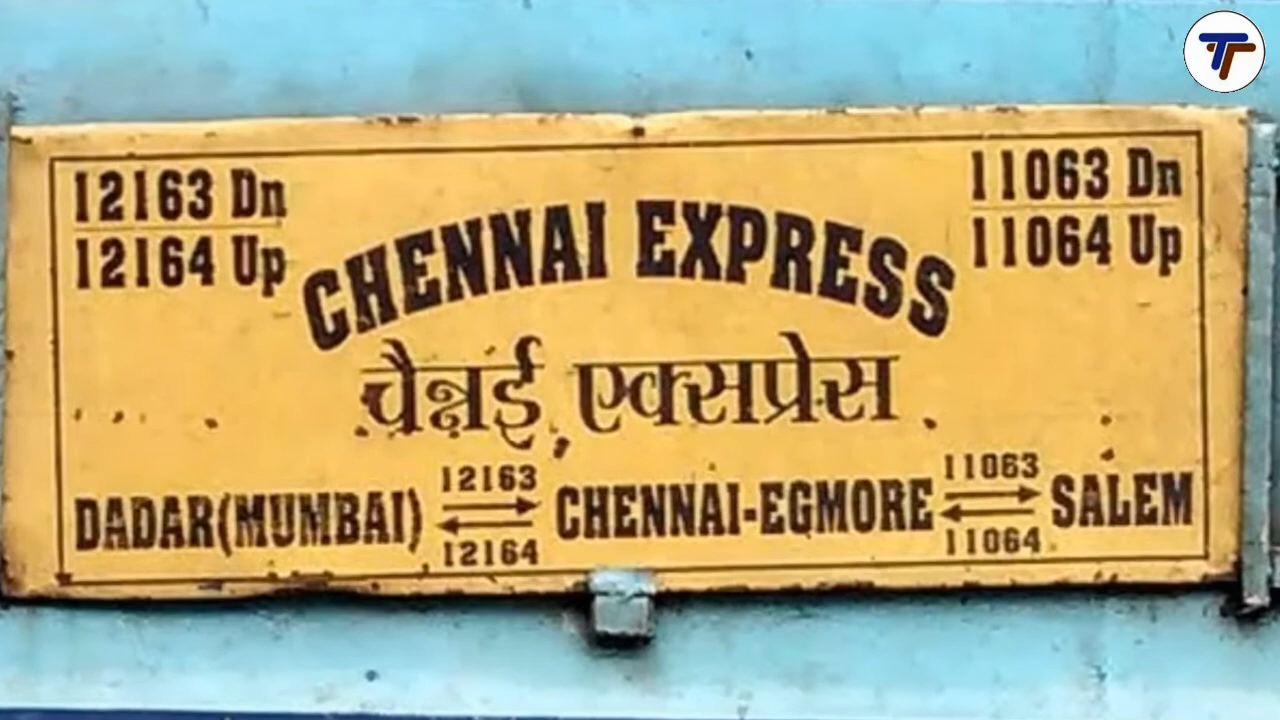 12163 Dn
12164 Up
11063 Dn
11064 Up
CHENNAI EXPRESS
चैन्नई एक्सप्रेस
DADAR(MUMBAI) 12163 12164 CHENNAI-EGMORE 11063 11064 SALEM